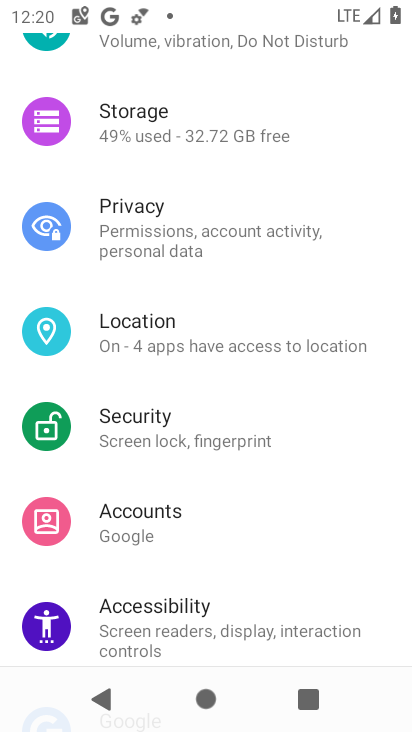 12:20
LTE
Volume, vibration, Do Not Disturb
Storage
49% used - 32.72 GB free
Privacy
Permissions, account activity,
personal data
Location
On - 4 apps have access to location
Security
Screen lock, fingerprint
Accounts
Google
Accessibility
Screen readers, display, interaction
controls
Google